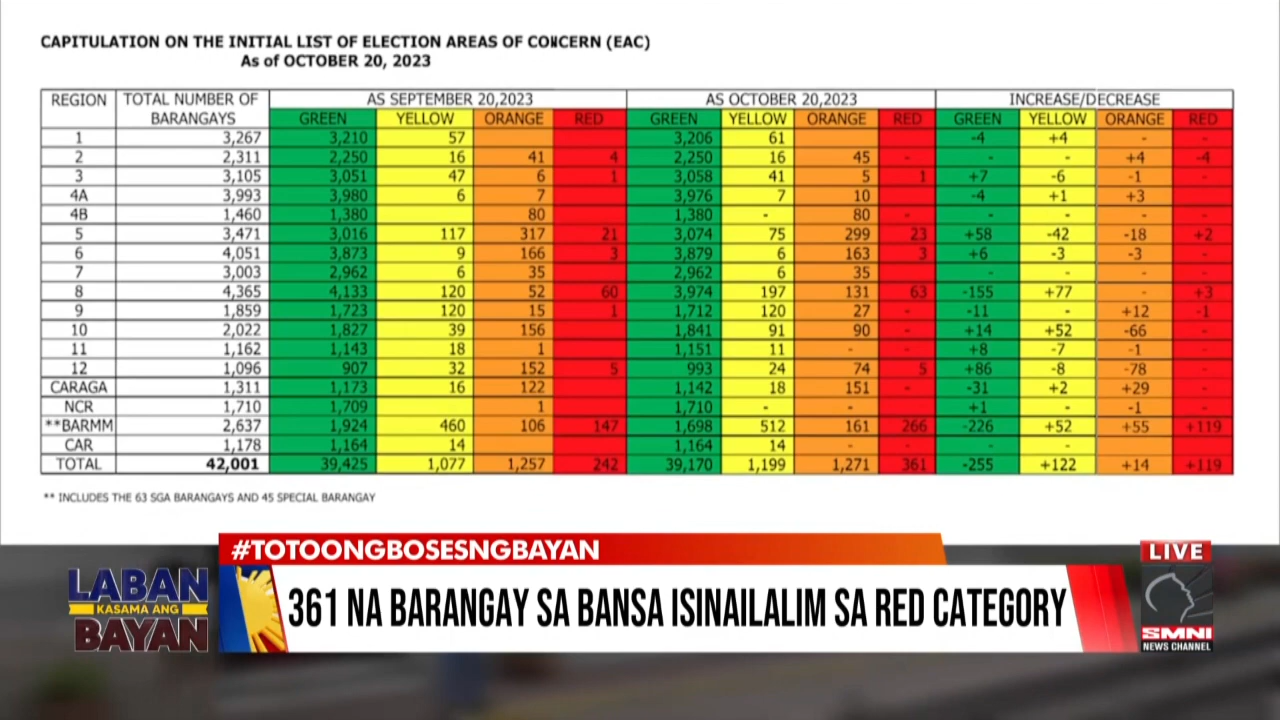 CAPITULATION ON THE INITIAL LIST OF ELECTION AREAS OF CONCERN (EAC)
As of OCTOBER 20, 2023
REGION TOTAL NUMBER OF BARANGAYS AS SEPTEMBER 20,2023 AS OCTOBER 20,2023 INCREASE/DECREASE
GREEN YELLOW ORANGE RED GREEN YELLOW ORANGE RED GREEN YELLOW ORANGE RED
1 3,267 3,210 57 3,206 61 -4 +4 - -
2 2,311 2,250 16 41 4 2,250 16 45 - - - +4 -4
3 3,105 3,051 47 6 1 3,058 41 5 1 +7 -6 -1 -
4A 3,993 3,980 6 7 3,976 7 10 -4 +1 +3
4B 1,460 1,380 80 1,380 - 80 - - - - -
5 3,471 3,016 117 317 21 3,074 75 299 23 +58 -42 -18 +2
6 4,051 3,873 9 166 3 3,879 6 163 3 +6 -3 -3 -
7 3,003 2,962 6 35 2,962 6 35 - - - -
8 4,365 4,133 120 52 60 3,974 197 131 63 -155 +77 - +3
9 1,859 1,723 120 15 1 1,712 120 27 - -11 - +12 -1
10 2,022 1,827 39 156 1,841 91 90 - +14 +52 -66 -
11 1,162 1,143 18 1 1,151 11 - - +8 -7 -1 -
12 1,096 907 32 152 5 993 24 74 5 +86 -8 -78 -
CARAGA 1,311 1,173 16 122 1,142 18 151 - -31 +2 +29 -
NCR 1,710 1,709 1 1,710 - - +1 - -1 -
**BARMM 2,637 1,924 460 106 147 1,698 512 161 266 -226 +52 +55 +119
CAR 1,178 1,164 14 1,164 14 - - - - -
TOTAL 42,001 39,425 1,077 1,257 242 39,170 1,199 1,271 361 -255 +122 +14 +119
** INCLUDES THE 63 SGA BARANGAYS AND 45 SPECIAL BARANGAY
#TOTOONGBOSESNGBAYAN
LABAN
KASAMA ANG
BAYAN
361 NA BARANGAY SA BANSA ISINAILALIM SA RED CATEGORY
LIVE
SMNI
NEWS CHANNEL